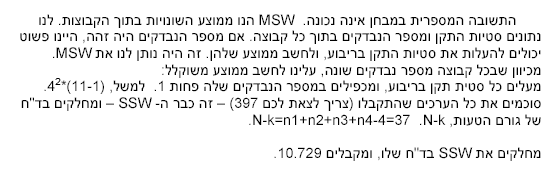 התשובה המספרית במבחן אינה נכונה. MSW הנו ממוצע השונויות בתוך הקבוצות. לנו
נתונים סטיות התקן ומספר הנבדקים בתוך כל קבוצה. אם מספר הנבדקים היה זהה, היינו פשוט
יכולים להעלות את סטיות התקן בריבוע, ולחשב ממוצע שלהן. זה היה נותן לנו את MSW.
מכיוון שבכל קבוצה מספר נבדקים שונה, עלינו לחשב ממוצע משוקלל:
מעלים כל סטית תקן בריבוע, ומכפילים במספר הנבדקים שלה פחות 1. למשל, (11-1)*4²
סוכמים את כל הערכים שהתקבלו (צריך לצאת לכם 397) – זה כבר ה- SSW – ומחלקים בד"ח
של גורם הטעות, N-k. N-k=n1+n2+n3+n4-4=37.
מחלקים את SSW בד"ח שלו, ומקבלים 10.729.